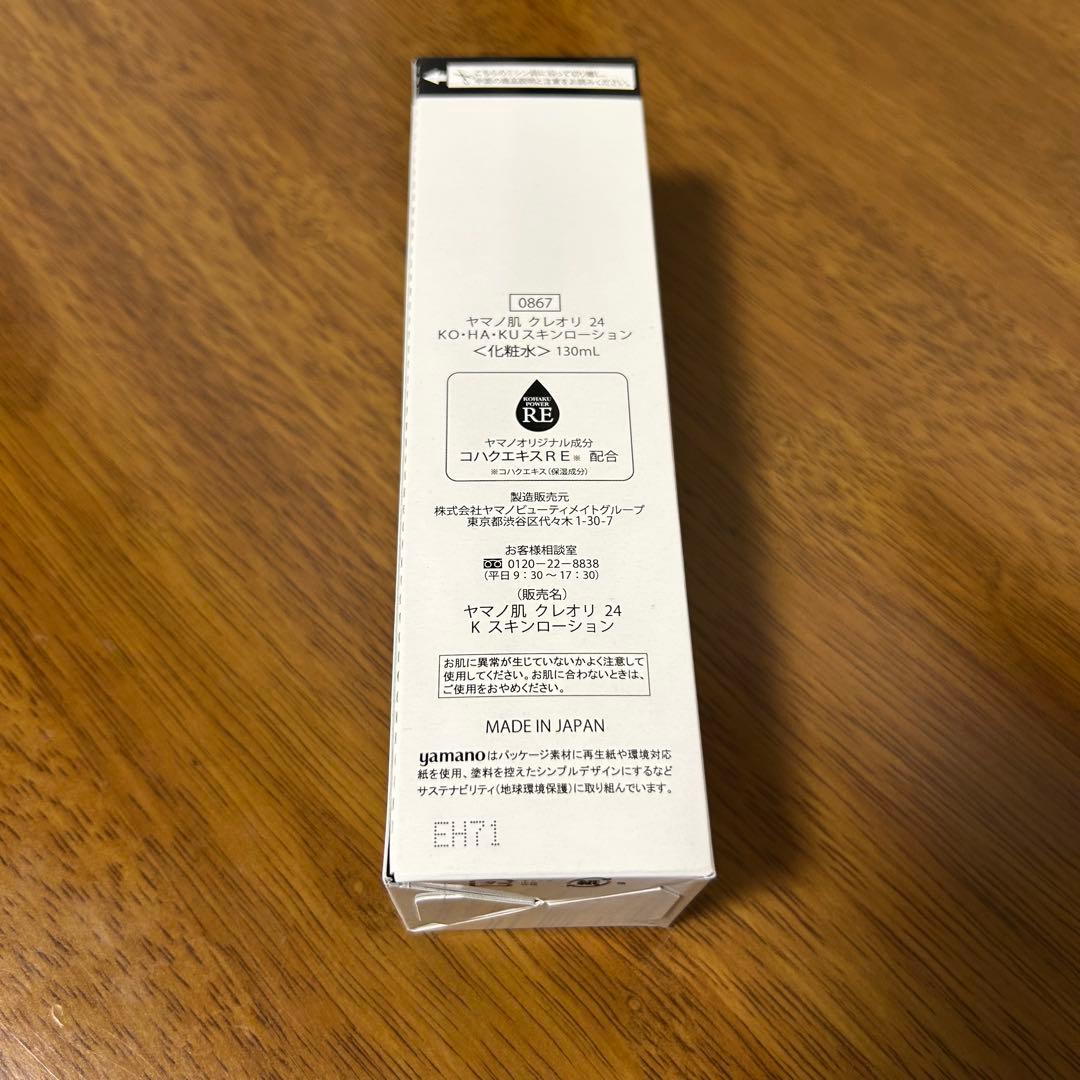 0867
ヤマノ肌 クレオリ 24
KO・HA・KUスキンローション
＜化粧水＞ 130mL
KOHAKU
POWER
RE
ヤマノオリジナル成分
コハクエキスRE※ 配合
※コハクエキス（保湿成分）
製造販売元
株式会社ヤマノビューティメイトグループ
東京都渋谷区代々木1-30-7
お客様相談室
0120-22-8838
（平日9：30～17：30）
（販売名）
ヤマノ肌 クレオリ 24
K スキンローション
お肌に異常が生じていないかよく注意して
使用してください。お肌に合わないときは、
ご使用をおやめください。
MADE IN JAPAN
yamanoはパッケージ素材に再生紙や環境対応
紙を使用、塗料を控えたシンプルデザインにするなど
サステナビリティ（地球環境保護）に取り組んでいます。
EH71